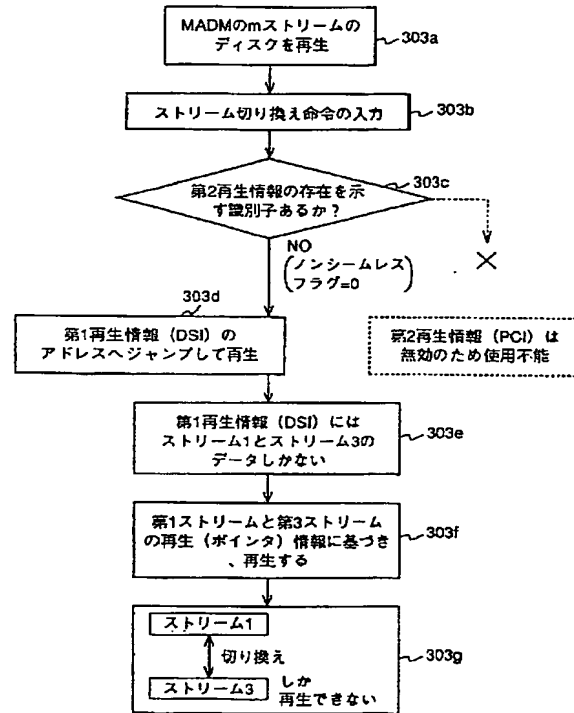 MADMのmストリームの
ディスクを再生
303a
ストリーム切り換え命令の入力
303b
第2再生情報の存在を示
す識別子あるか？
303c
NO
(ノンシームレス
フラグ=0)
303d
第1再生情報（DSI）の
アドレスへジャンプして再生
第2再生情報（PCI）は
無効のため使用不能
第1再生情報（DSI）には
ストリーム1とストリーム3の
データしかない
303e
第1ストリームと第3ストリーム
の再生（ポインタ）情報に基づき
、再生する
303f
ストリーム1
切り換え
ストリーム3
しか
再生できない
303g